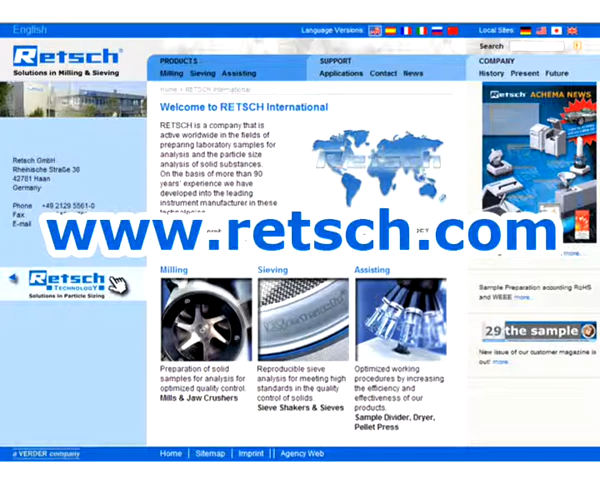 English
Language Versions:
Local Sites:
Retsch®
Solutions in Milling & Sieving
Search
PRODUCTS
Milling Sieving Assisting
SUPPORT
Applications Contact News
COMPANY
History Present Future
Home > RETSCH International
Welcome to RETSCH International
RETSCH is a company that is
active worldwide in the fields of
preparing laboratory samples for
analysis and the particle size
analysis of solid substances.
On the basis of more than 90
years' experience we have
developed into the leading
instrument manufacturer in these
Retsch
Retsch ACHEMA NEWS
Retsch GmbH
Rheinische Straße 36
42781 Haan
Germany
Phone +49 2129 5561-0
Fax
E-mail
www.retsch.com
more...
Retsch
TECHNOLOGY
Solutions in Particle Sizing
Sample Preparation according RoHS
and WEEE more...
29 the sample
New issue of our customer magazine is
out! more...
Milling
Preparation of solid
samples for analysis for
optimized quality control.
Mills & Jaw Crushers
Sieving
Retsch
Reproducible sieve
analysis for meeting high
standards in the quality
control of solids.
Sieve Shakers & Sieves
Assisting
Optimized working
procedures by increasing
the efficiency and
effectiveness of our
products.
Sample Divider, Dryer,
Pellet Press
a VERDER company
Home | Sitemap | Imprint || Agency Web